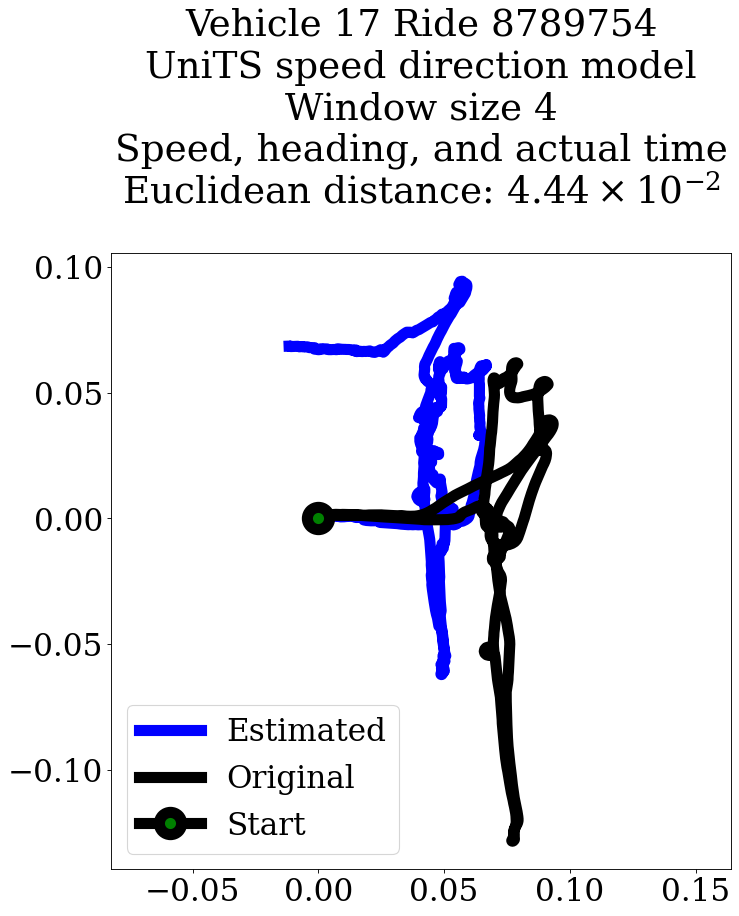 Vehicle 17 Ride 8789754
UniTS speed direction model
Window size 4
Speed, heading, and actual time
Euclidean distance: 4.44 × 10⁻²
0.10
0.05
0.00
−0.05
−0.10
Estimated
Original
Start
−0.05 0.00 0.05 0.10 0.15